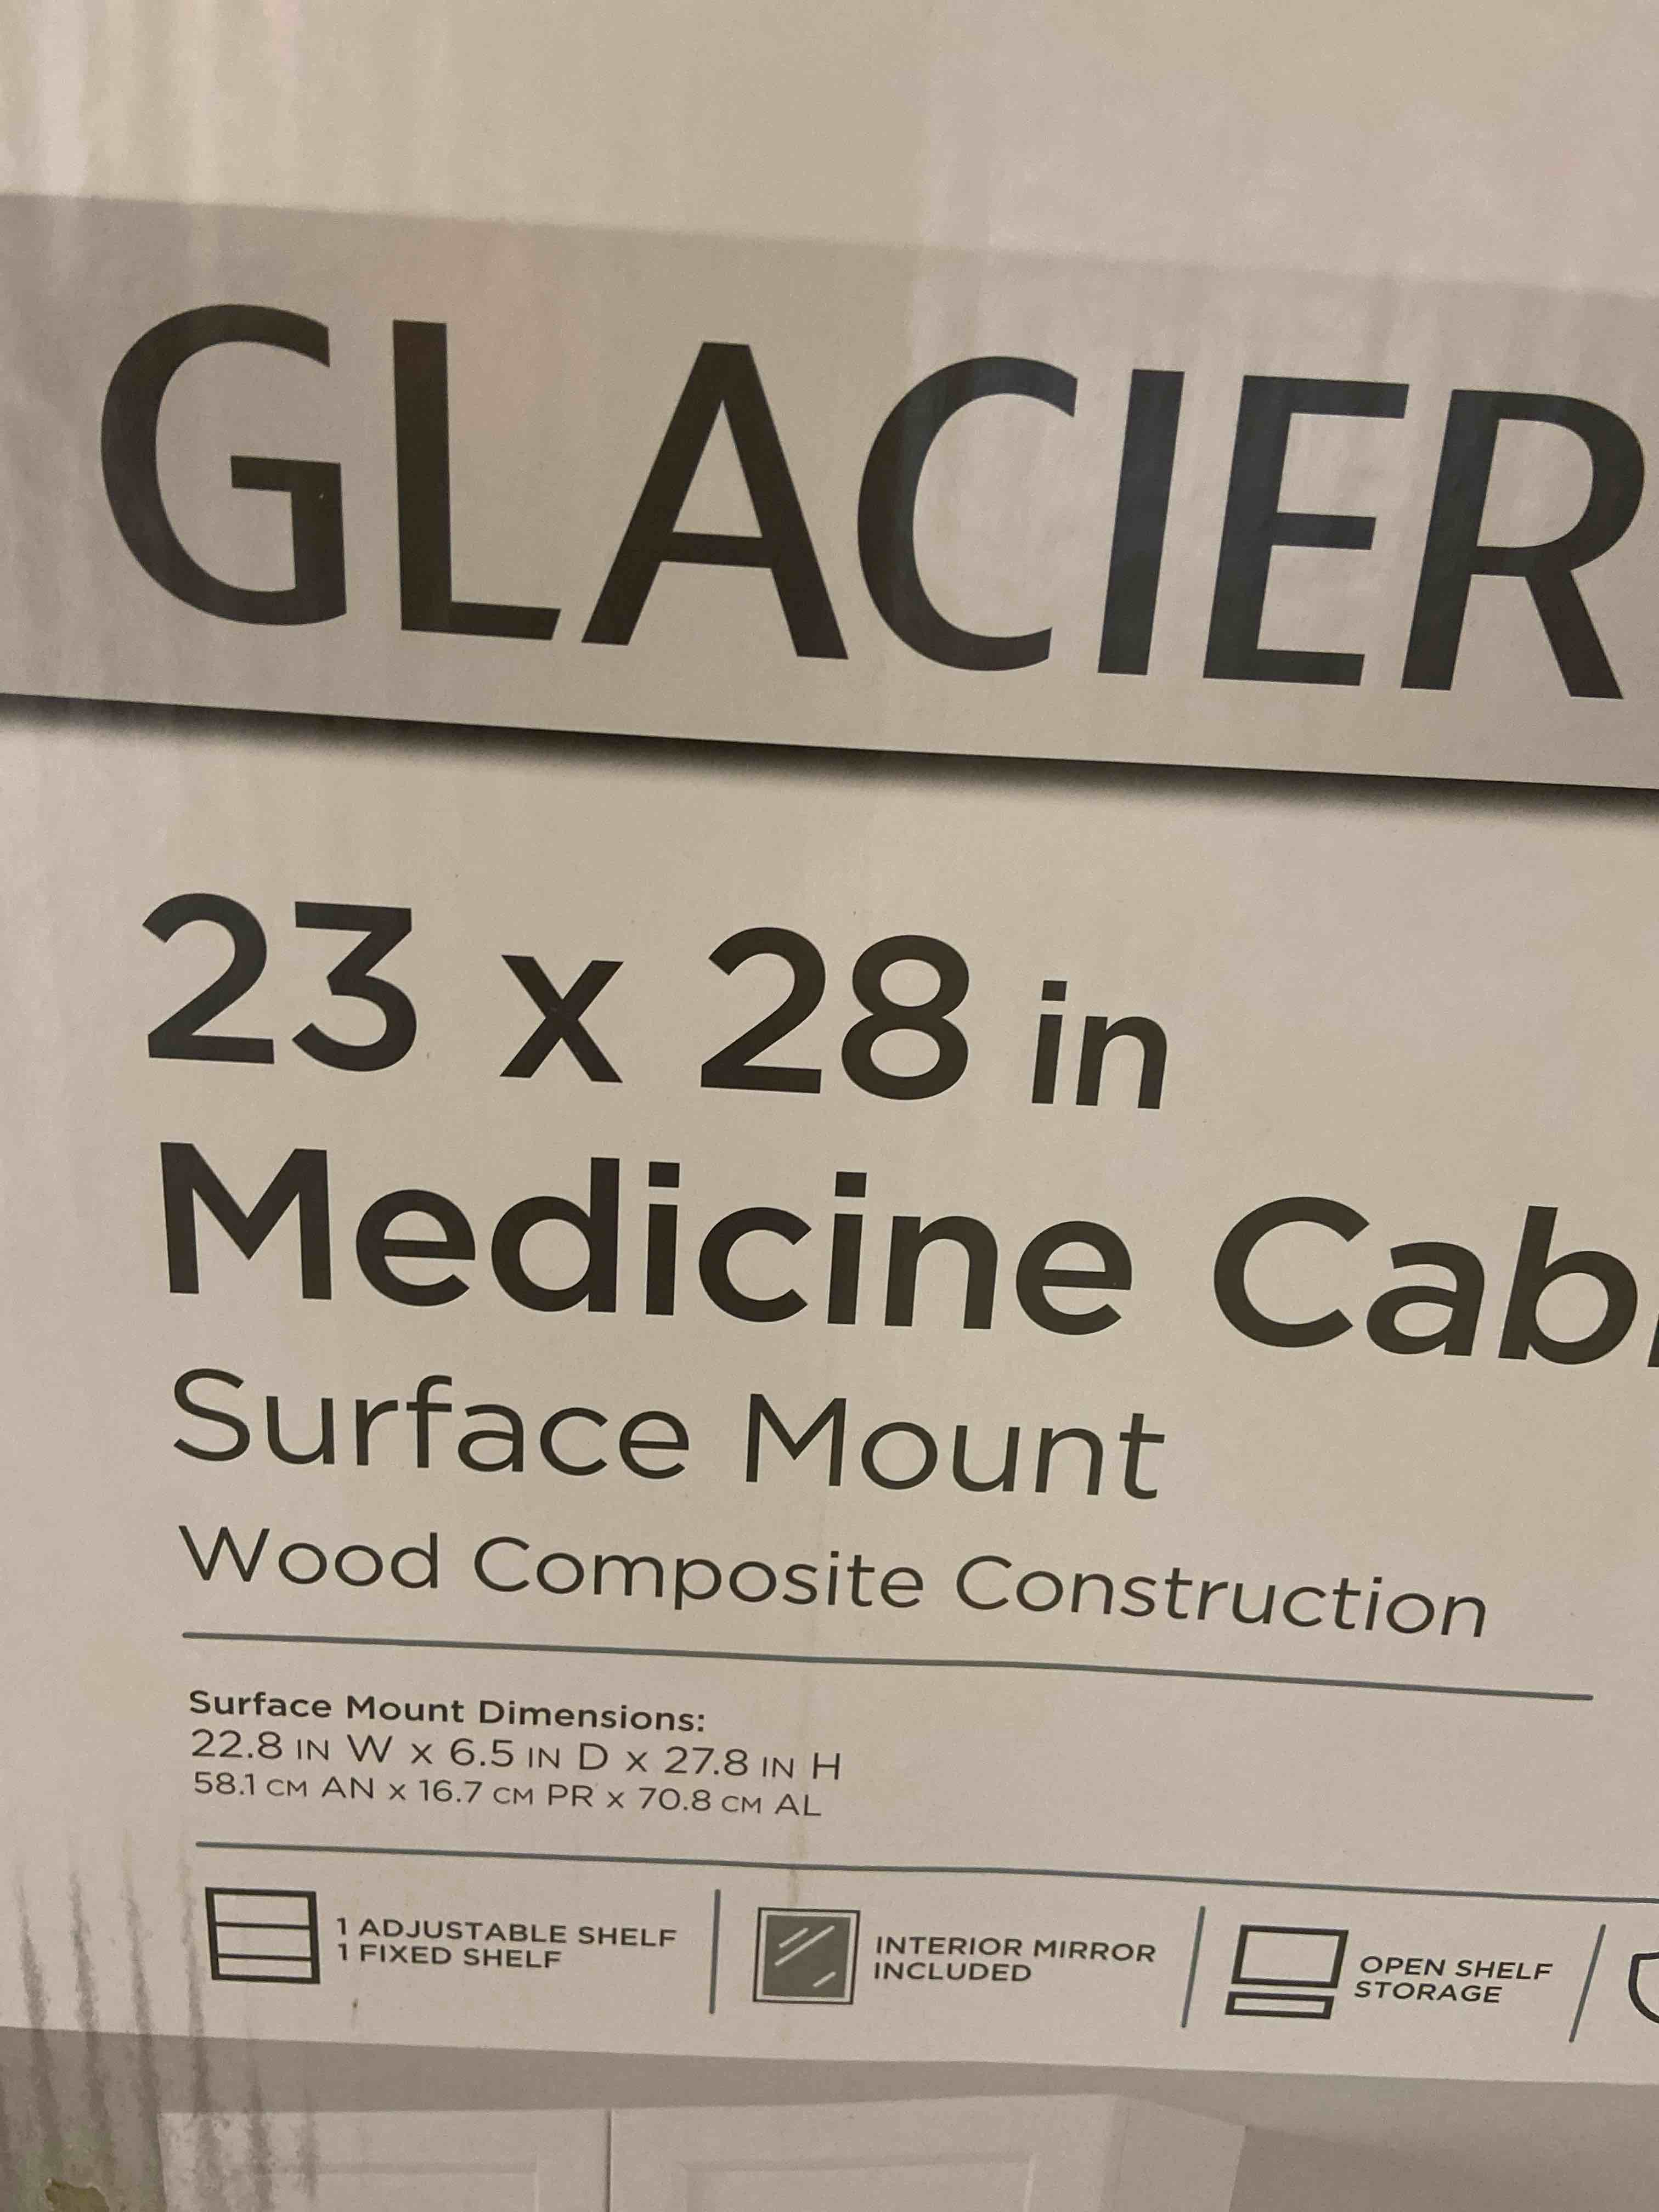 GLACIER
23 x 28 in
Medicine Cab
Surface Mount
Wood Composite Construction
Surface Mount Dimensions:
22.8 IN W x 6.5 IN D x 27.8 IN H
58.1 CM AN x 16.7 CM PR x 70.8 CM AL
1 ADJUSTABLE SHELF
1 FIXED SHELF
INTERIOR MIRROR
INCLUDED
OPEN SHELF
STORAGE